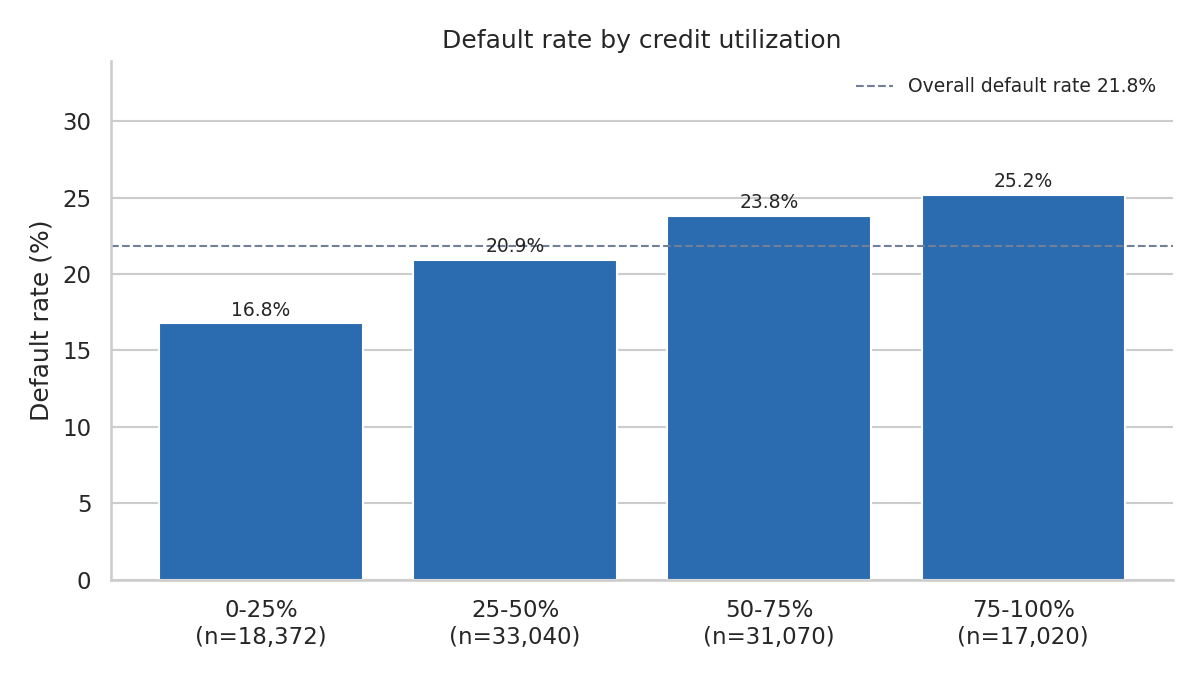 Default rate by credit utilization
Overall default rate 21.8%
Default rate (%)
30
25
20
15
10
5
0
16.8%
20.9%
23.8%
25.2%
0-25%
(n=18,372)
25-50%
(n=33,040)
50-75%
(n=31,070)
75-100%
(n=17,020)